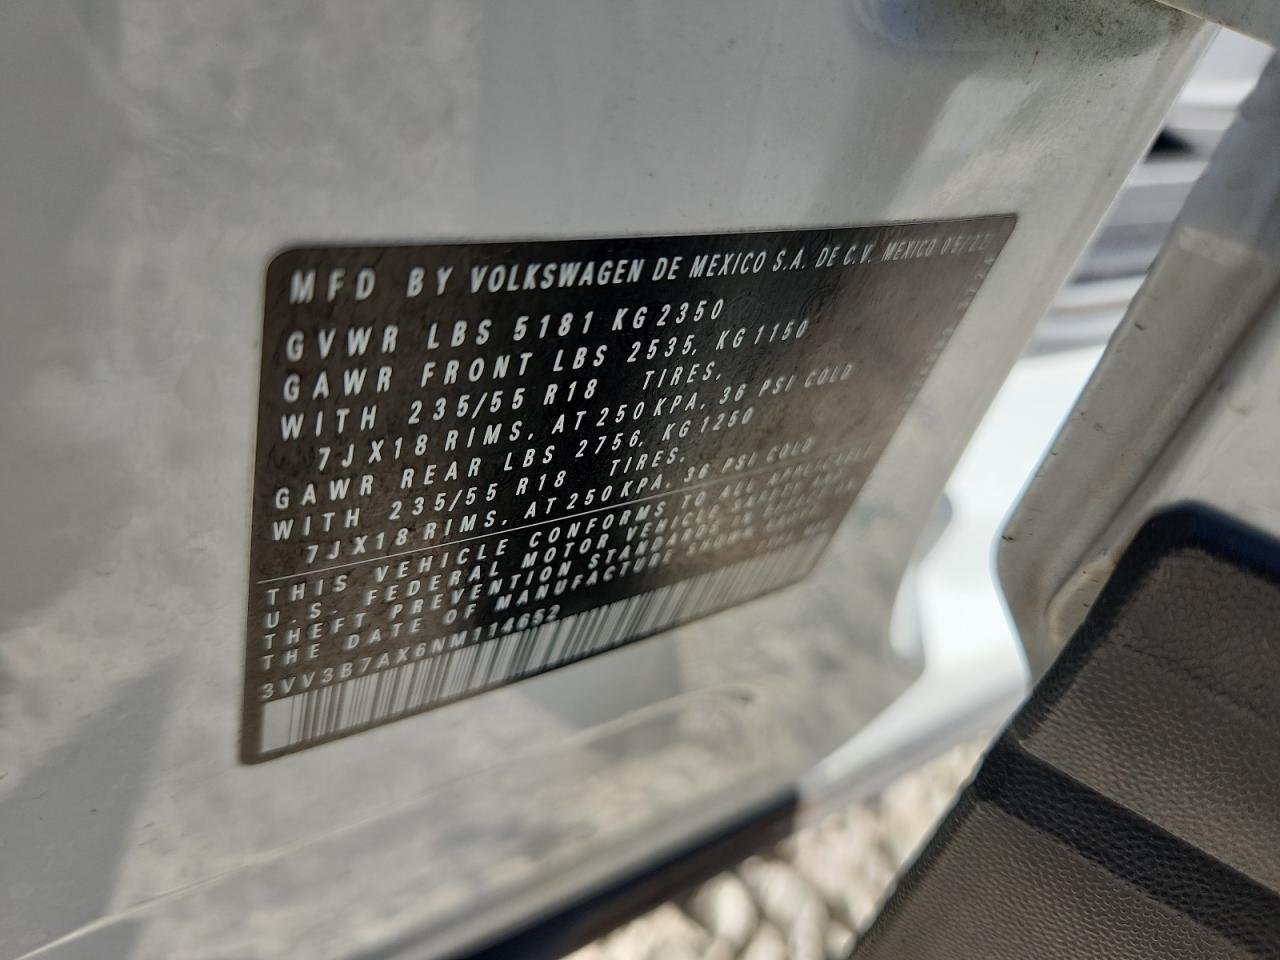 MFD BY VOLKSWAGEN DE MEXICO S.A. DE C.V. MEXICO 05/22
GVWR LBS 5181 KG 2350
GAWR FRONT LBS 2535, KG 1150
WITH 235/55 R18 TIRES,
7JX18 RIMS, AT 250 KPA, 36 PSI COLD
GAWR REAR LBS 2756, KG 1250
WITH 235/55 R18 TIRES,
7JX18 RIMS, AT 250 KPA, 36 PSI COLD
THIS VEHICLE CONFORMS TO ALL APPLICABLE
U.S. FEDERAL MOTOR VEHICLE SAFETY
THEFT PREVENTION STANDARDS IN
THE DATE OF MANUFACTURE SHOWN
3VV3B7AX6NM114652